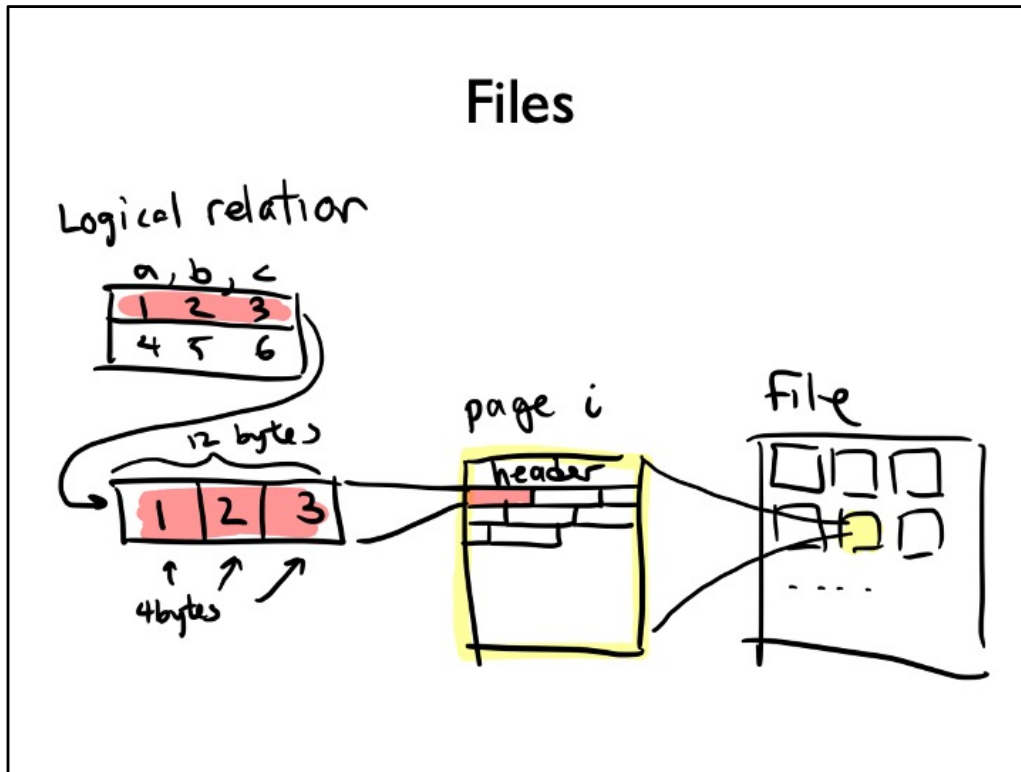 Files
Logical relation
a, b, c
1 2 3
4 5 6
12 bytes
1 2 3
4bytes
page i
header
File
. . . .